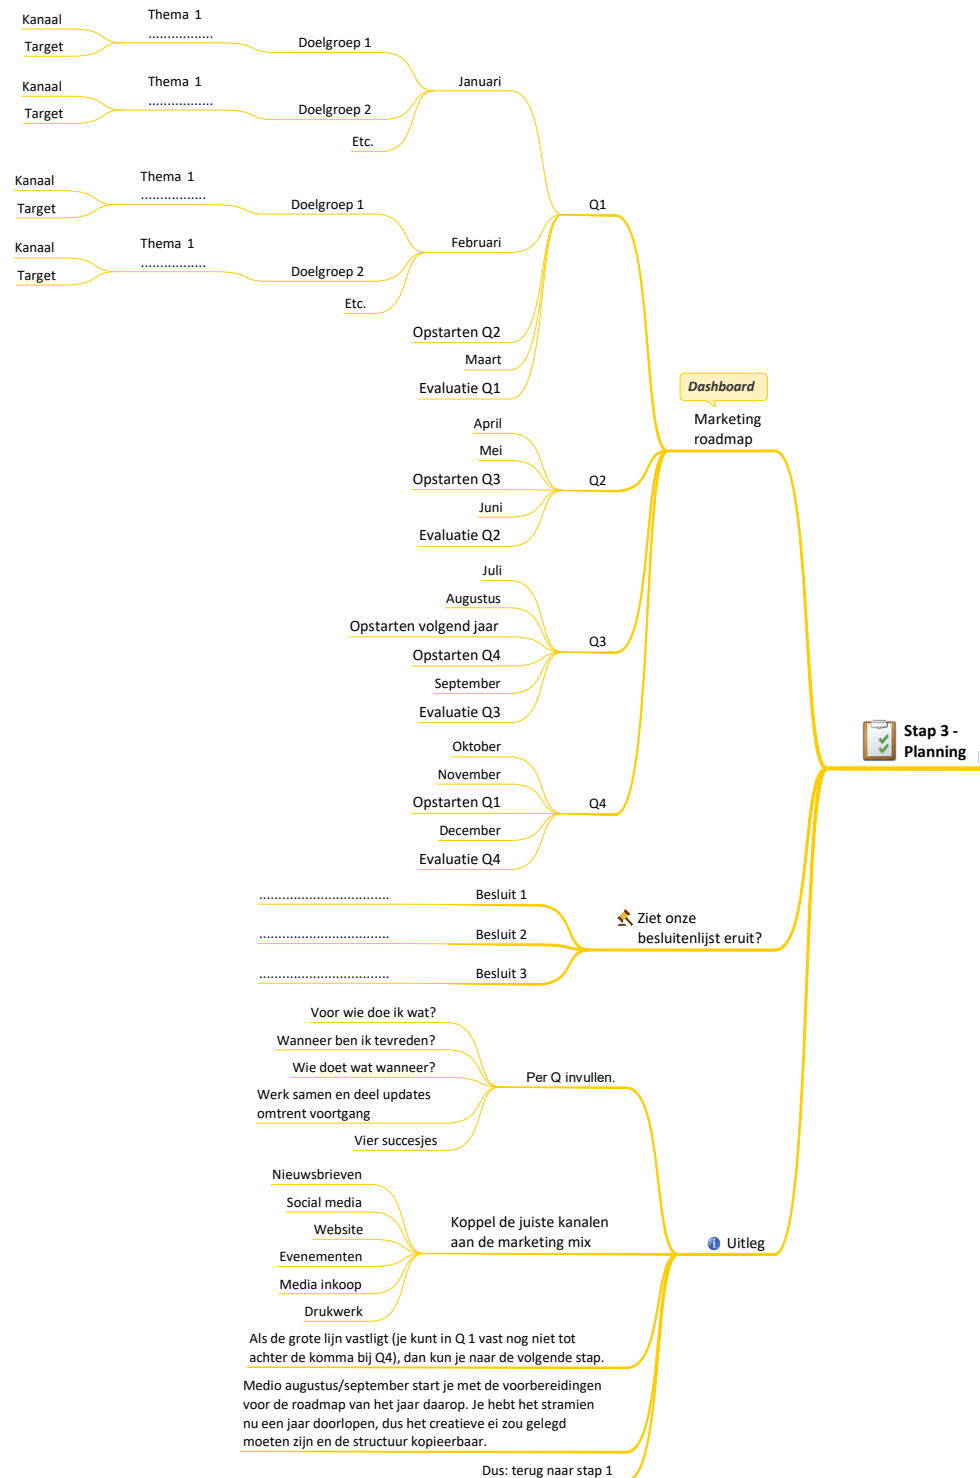 Kanaal
Target
Thema 1
.................
Doelgroep 1
Kanaal
Target
Thema 1
.................
Doelgroep 2
Etc.
Januari
Kanaal
Target
Thema 1
.................
Doelgroep 1
Kanaal
Target
Thema 1
.................
Doelgroep 2
Etc.
Februari
Opstarten Q2
Maart
Evaluatie Q1
Q1
April
Mei
Opstarten Q3
Juni
Evaluatie Q2
Q2
Juli
Augustus
Opstarten volgend jaar
Opstarten Q4
September
Evaluatie Q3
Q3
Oktober
November
Opstarten Q1
December
Evaluatie Q4
Q4
Dashboard
Marketing
roadmap
Stap 3 -
Planning
.................................. Besluit 1
.................................. Besluit 2
.................................. Besluit 3
Ziet onze
besluitenlijst eruit?
Voor wie doe ik wat?
Wanneer ben ik tevreden?
Wie doet wat wanneer?
Werk samen en deel updates
omtrent voortgang
Vier succesjes
Per Q invullen.
Nieuwsbrieven
Social media
Website
Evenementen
Media inkoop
Drukwerk
Koppel de juiste kanalen
aan de marketing mix
Uitleg
Als de grote lijn vastligt (je kunt in Q 1 vast nog niet tot
achter de komma bij Q4), dan kun je naar de volgende stap.
Medio augustus/september start je met de voorbereidingen
voor de roadmap van het jaar daarop. Je hebt het stramien
nu een jaar doorlopen, dus het creatieve ei zou gelegd
moeten zijn en de structuur kopieerbaar.
Dus: terug naar stap 1